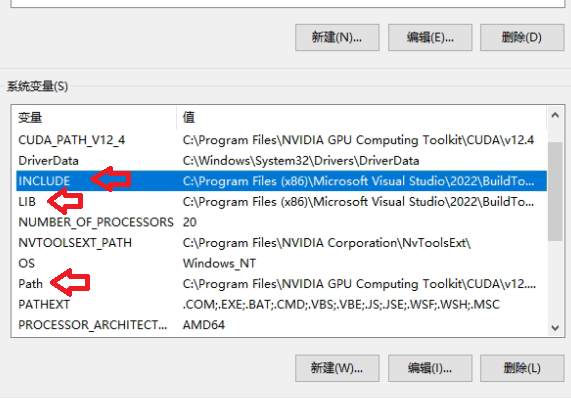 新建(N)... 编辑(E)... 删除(D)
系统变量(S)
变量 值
CUDA_PATH_V12_4 C:\Program Files\NVIDIA GPU Computing Toolkit\CUDA\v12.4
DriverData C:\Windows\System32\Drivers\DriverData
INCLUDE C:\Program Files (x86)\Microsoft Visual Studio\2022\BuildTo...
LIB C:\Program Files (x86)\Microsoft Visual Studio\2022\BuildTo...
NUMBER_OF_PROCESSORS 20
NVTOOLSEXT_PATH C:\Program Files\NVIDIA Corporation\NvToolsExt\
OS Windows_NT
Path C:\Program Files\NVIDIA GPU Computing Toolkit\CUDA\v12....
PATHEXT .COM;.EXE;.BAT;.CMD;.VBS;.VBE;.JS;.JSE;.WSF;.WSH;.MSC
PROCESSOR_ARCHITECT... AMD64
新建(W)... 编辑(I)... 删除(L)